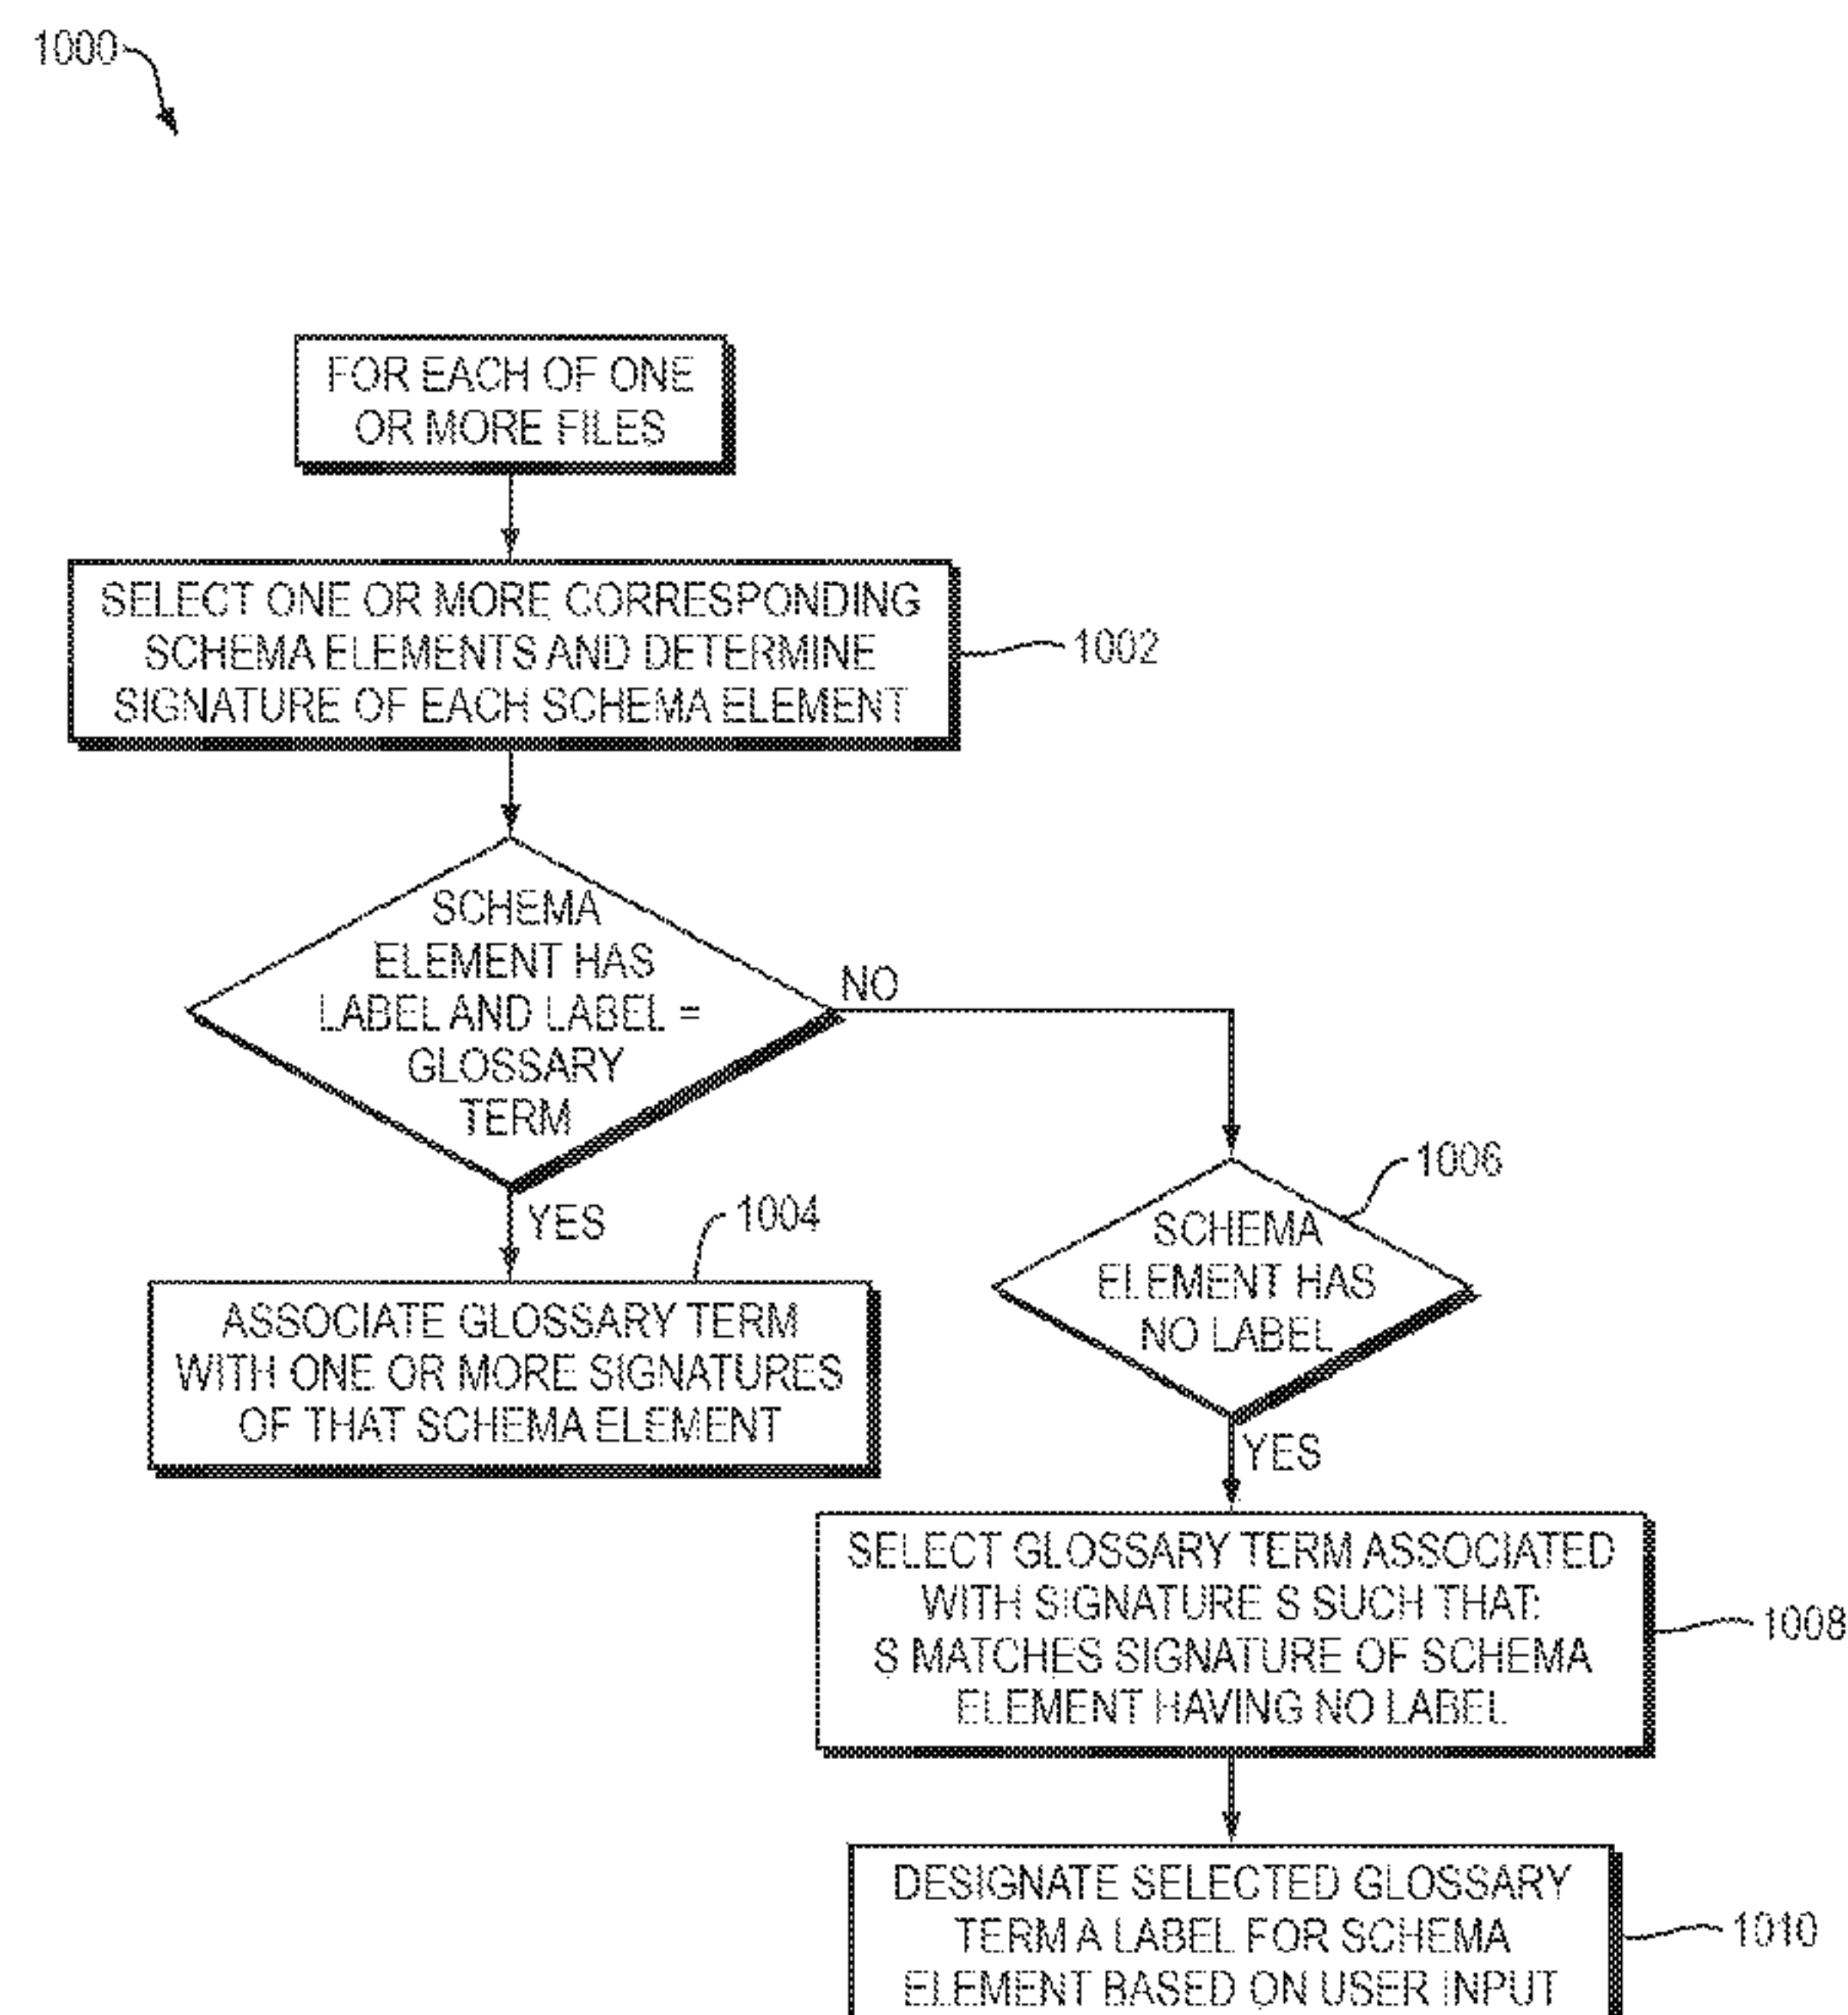 1000
FOR EACH OF ONE
OR MORE FILES
SELECT ONE OR MORE CORRESPONDING
SCHEMA ELEMENTS AND DETERMINE
SIGNATURE OF EACH SCHEMA ELEMENT
1002
SCHEMA
ELEMENT HAS
LABEL AND LABEL =
GLOSSARY
TERM
NO
YES
1004
ASSOCIATE GLOSSARY TERM
WITH ONE OR MORE SIGNATURES
OF THAT SCHEMA ELEMENT
1006
SCHEMA
ELEMENT HAS
NO LABEL
YES
SELECT GLOSSARY TERM ASSOCIATED
WITH SIGNATURE S SUCH THAT:
S MATCHES SIGNATURE OF SCHEMA
ELEMENT HAVING NO LABEL
1008
DESIGNATE SELECTED GLOSSARY
TERM A LABEL FOR SCHEMA
ELEMENT BASED ON USER INPUT
1010